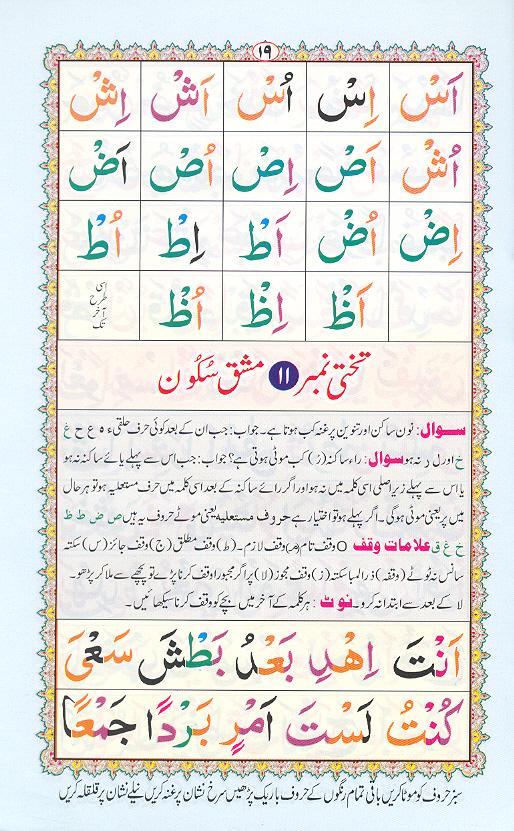 ۱۹
اَسْ اِسْ اُسْ اَشْ اِشْ
اُشْ اَصْ اِصْ اُصْ اَضْ
اِضْ اُضْ اَطْ اِطْ اُطْ
اَظْ اِظْ اُظْ اسی طرح آخر تک
تختی نمبر ۱۱ مشق سُکُون
سوال: نون ساکن اور تنوین پر غنہ کب ہوتا ہے۔ جواب: جب ان کے بعد کوئی حرف حلقی ء ہ ع ح غ
خ اور ل ر نہ ہو سوال: راء ساکنہ (رْ) کب موٹی ہوتی ہے؟ جواب: جب اس سے پہلے یائے ساکنہ نہ ہو
یا اس سے پہلے زیر اصلی اسی کلمہ میں نہ ہو اور اگر رائے ساکنہ کے بعد اسی کلمہ میں حرف مستعلیہ ہو تو ہر حال
میں پُر یعنی موٹی ہوگی۔ اگر پہلے ہو تو اختیار ہے حروف مستعلیہ یعنی موٹے حروف یہ ہیں ص ض ط ظ
خ غ ق علامات وقف O وقف تام (م) وقف لازم۔ (ط) وقف مطلق (ج) وقف جائز (س) سکتہ
سانس نہ ٹوٹے (وقفہ) ذرا لمبا سکتہ (ز) وقف مجوز (لا) پر اگر مجبوراً وقف کرنا پڑے تو پیچھے سے ملا کر پڑھو۔
لا کے بعد سے ابتدا نہ کرو۔ نوٹ: ہر کلمہ کے آخر میں بچے کو وقف کرنا سیکھائیں۔
اَنْتَ اِهْدِ بَعْدُ بَطْشَ سَعْیَ
كُنْتُ لَسْتَ اَمْرٍ بَرْدًا جَمْعًا
سبز حروف کو موٹا کریں باقی تمام رنگوں کے حروف باریک پڑھیں سرخ نشان پر غنہ کریں نیلے نشان پر قلقلہ کریں